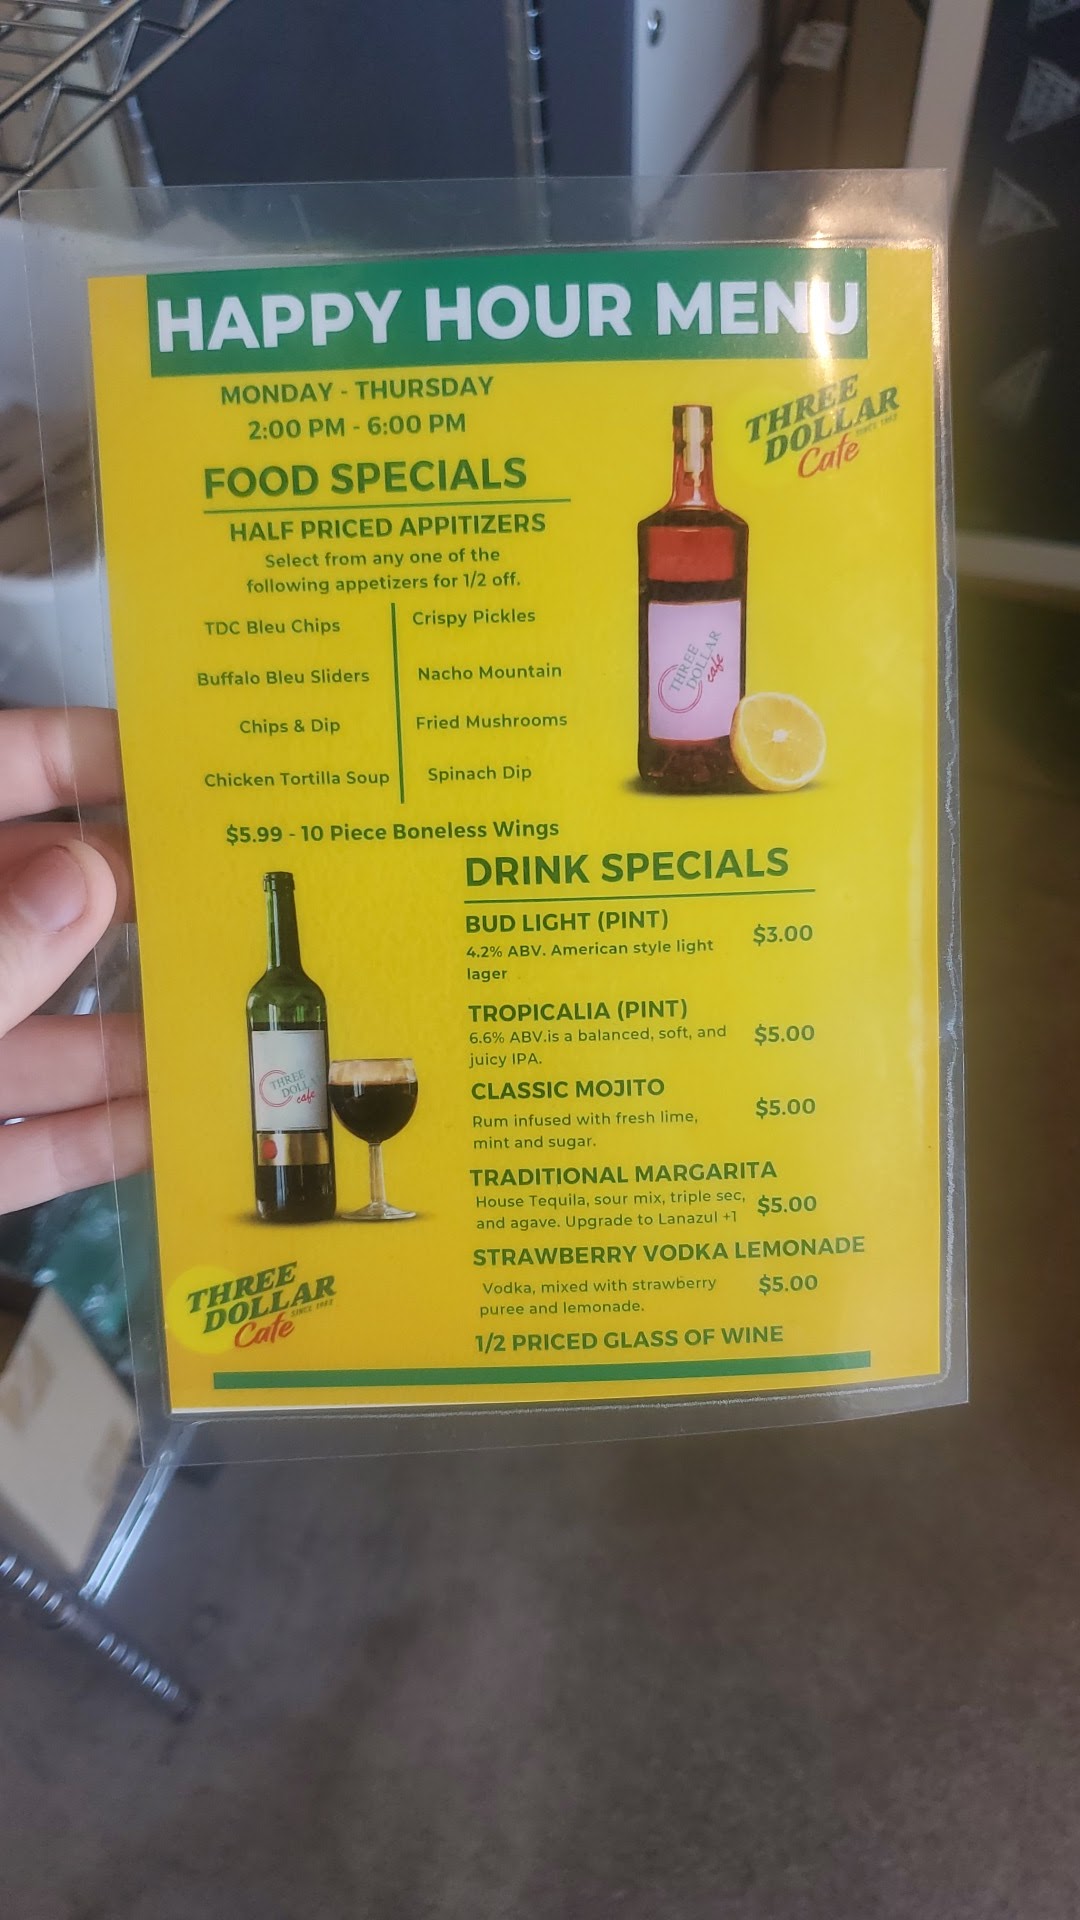 HAPPY HOUR MENU
MONDAY - THURSDAY
2:00 PM - 6:00 PM
THREE
DOLLAR
SINCE 1982
Cafe
FOOD SPECIALS
HALF PRICED APPITIZERS
Select from any one of the
following appetizers for 1/2 off.
TDC Bleu Chips
Crispy Pickles
Buffalo Bleu Sliders
Nacho Mountain
Chips & Dip
Fried Mushrooms
Chicken Tortilla Soup
Spinach Dip
THREE
DOLLAR
cafe
$5.99 - 10 Piece Boneless Wings
DRINK SPECIALS
BUD LIGHT (PINT)
$3.00
4.2% ABV. American style light
lager
TROPICALIA (PINT)
6.6% ABV.is a balanced, soft, and
$5.00
juicy IPA.
CLASSIC MOJITO
$5.00
Rum infused with fresh lime,
mint and sugar.
TRADITIONAL MARGARITA
House Tequila, sour mix, triple sec,
$5.00
and agave. Upgrade to Lanazul +1
STRAWBERRY VODKA LEMONADE
Vodka, mixed with strawberry
$5.00
puree and lemonade.
1/2 PRICED GLASS OF WINE
THREE
DOLLA
cafe
THREE
DOLLAR
SINCE 1982
Cafe